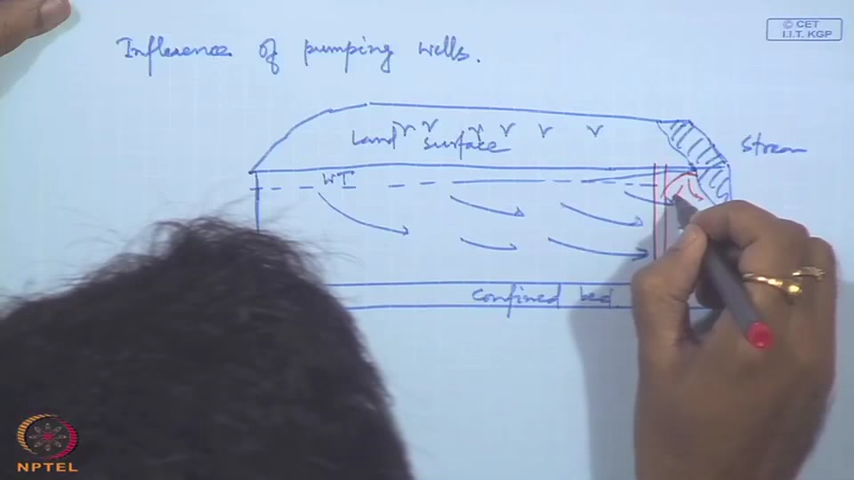 © CET
I.I.T. KGP
Influence of pumping wells.
Land surface
Stream
WT
confined bed
NPTEL